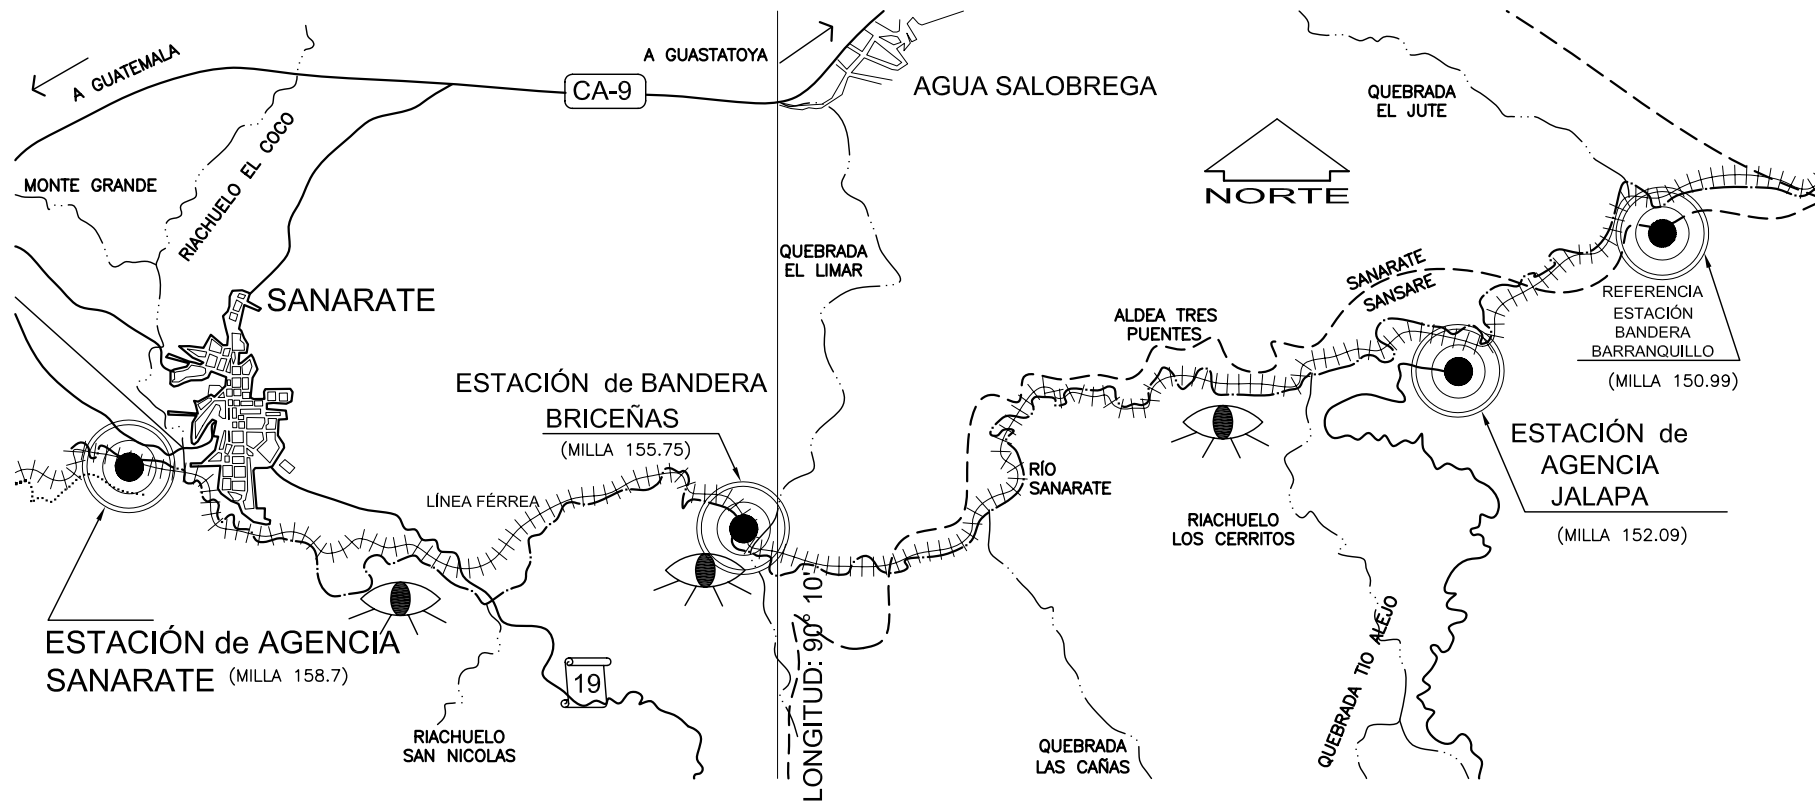 A GUATEMALA
A GUASTATOYA
CA-9
AGUA SALOBREGA
QUEBRADA
EL JUTE
MONTE GRANDE
RIACHUELO EL COCO
NORTE
QUEBRADA
EL LIMAR
SANARATE
SANARATE
SANSARE
ALDEA TRES
PUENTES
REFERENCIA
ESTACIÓN
BANDERA
BARRANQUILLO
(MILLA 150.99)
ESTACIÓN de BANDERA
BRICEÑAS
(MILLA 155.75)
ESTACIÓN de
AGENCIA
JALAPA
(MILLA 152.09)
RÍO
SANARATE
LÍNEA FÉRREA
RIACHUELO
LOS CERRITOS
ESTACIÓN de AGENCIA
SANARATE (MILLA 158.7)
19
LONGITUD: 90° 10'
QUEBRADA TIO ALEJO
RIACHUELO
SAN NICOLAS
QUEBRADA
LAS CAÑAS